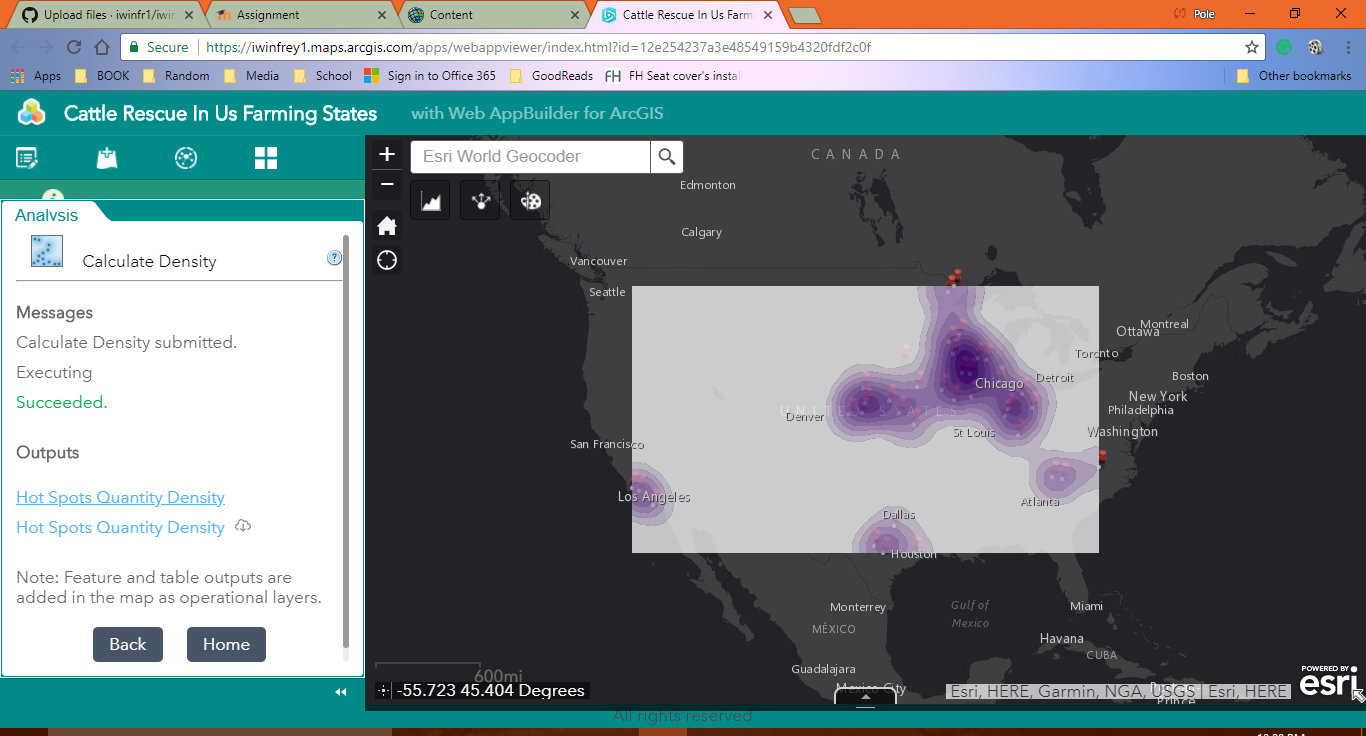 Upload files · iwinfr1/iwin
Assignment
Content
Cattle Rescue In Us Farm
Pole
Secure
https://iwinfrey1.maps.arcgis.com/apps/webappviewer/index.html?id=12e254237a3e48549159b4320fdf2c0f
Apps
BOOK
Random
Media
School
Sign in to Office 365
GoodReads
FH Seat cover's instal
Other bookmarks
Cattle Rescue In Us Farming States
with Web AppBuilder for ArcGIS
Analysis
Calculate Density
Messages
Calculate Density submitted.
Executing
Succeeded.
Outputs
Hot Spots Quantity Density
Hot Spots Quantity Density
Note: Feature and table outputs are
added in the map as operational layers.
Back
Home
Esri World Geocoder
CANADA
Edmonton
Calgary
Vancouver
Seattle
Montreal
Ottawa
Toronto
Boston
Detroit
Chicago
New York
Philadelphia
UNITED STATES
Denver
St Louis
Washington
San Francisco
Los Angeles
Atlanta
Dallas
Houston
Monterrey
Gulf of
Mexico
Miami
MÉXICO
Havana
CUBA
Guadalajara
Mexico City
600mi
-55.723 45.404 Degrees
Esri, HERE, Garmin, NGA, USGS | Esri, HERE
POWERED BY
esri
Prince
All rights reserved